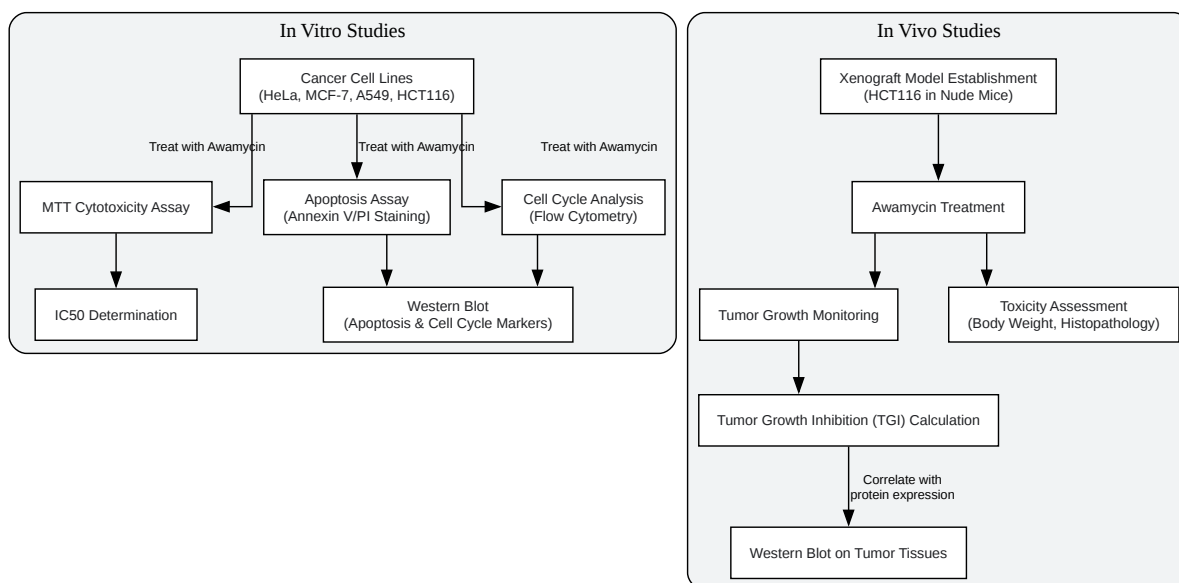 In Vitro Studies
Cancer Cell Lines
(HeLa, MCF-7, A549, HCT116)
Treat with Awamycin
Treat with Awamycin
Treat with Awamycin
MTT Cytotoxicity Assay
Apoptosis Assay
(Annexin V/PI Staining)
Cell Cycle Analysis
(Flow Cytometry)
IC50 Determination
Western Blot
(Apoptosis & Cell Cycle Markers)
In Vivo Studies
Xenograft Model Establishment
(HCT116 in Nude Mice)
Awamycin Treatment
Tumor Growth Monitoring
Toxicity Assessment
(Body Weight, Histopathology)
Tumor Growth Inhibition (TGI) Calculation
Correlate with
protein expression
Western Blot on Tumor Tissues